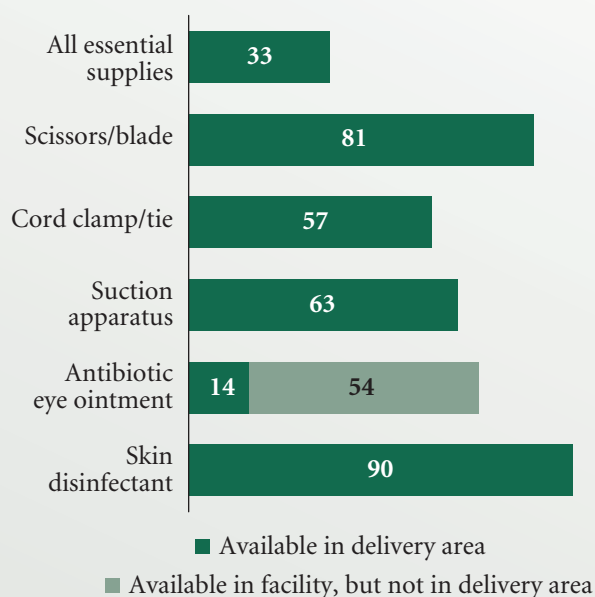 All essential
supplies
33
Scissors/blade
81
Cord clamp/tie
57
Suction
apparatus
63
Antibiotic
eye ointment
14 54
Skin
disinfectant
90
Available in delivery area
Available in facility, but not in delivery area